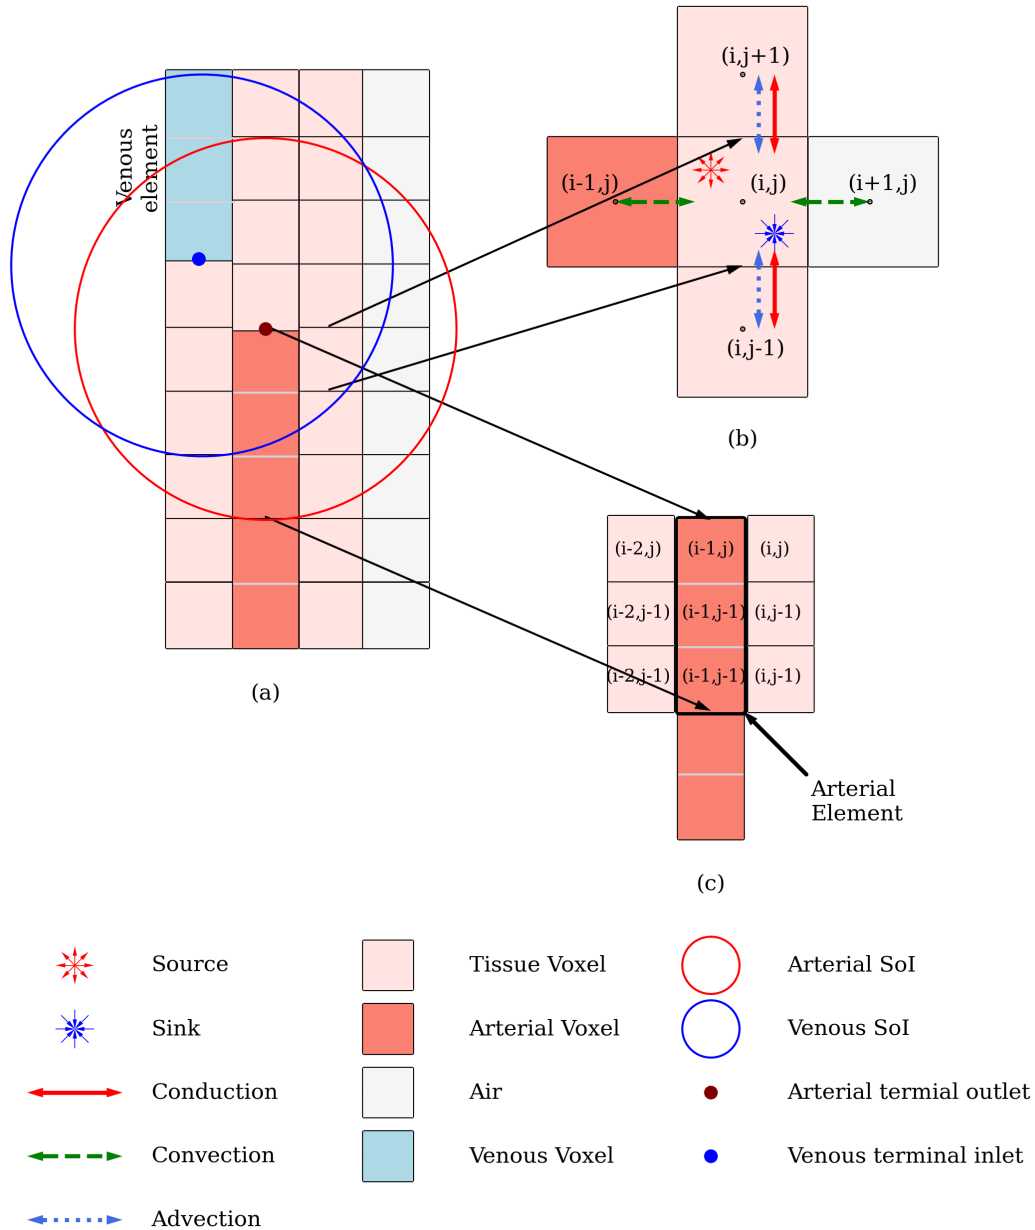 Venous
element
(a)
(i,j+1)
(i-1,j)
(i,j)
(i+1,j)
(i,j-1)
(b)
(i-2,j)
(i-1,j)
(i,j)
(i-2,j-1)
(i-1,j-1)
(i,j-1)
(i-2,j-1)
(i-1,j-1)
(i,j-1)
Arterial
Element
(c)
Source
Tissue Voxel
Arterial SoI
Sink
Arterial Voxel
Venous SoI
Conduction
Air
Arterial termial outlet
Convection
Venous Voxel
Venous terminal inlet
Advection